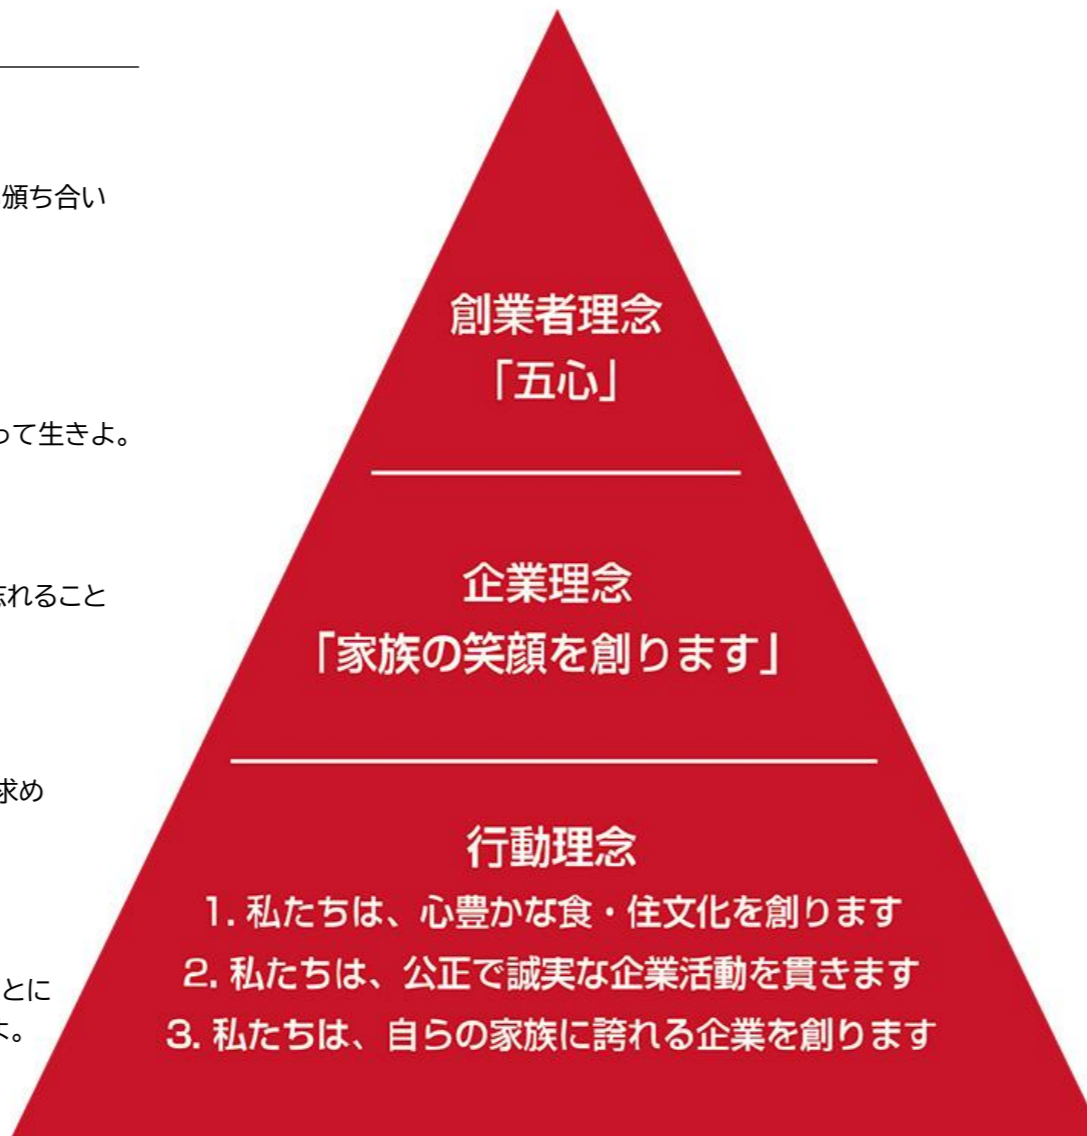 頒ち合い
って生きよ。
忘れること
求め
とに
よ。
創業者理念
「五心」
企業理念
「家族の笑顔を創ります」
行動理念
1. 私たちは、心豊かな食・住文化を創ります
2. 私たちは、公正で誠実な企業活動を貫きます
3. 私たちは、自らの家族に誇れる企業を創ります